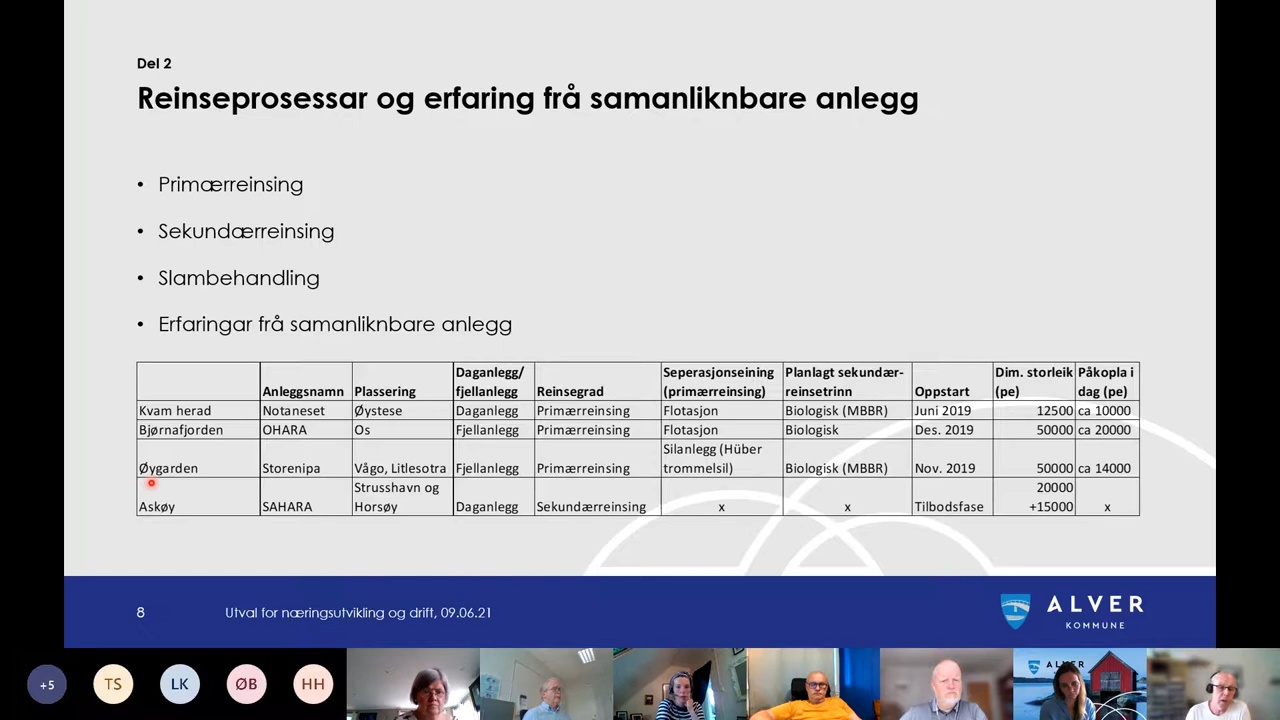 Del 2
Reinseprosessar og erfaring frå samanliknbare anlegg
• Primærreinsing
• Sekundærreinsing
• Slambehandling
• Erfaringar frå samanliknbare anlegg
Anleggsnamn Plassering Daganlegg/ fjellanlegg Reinsegrad Seperasjonseining (primærreinsing) Planlagt sekundær- reinsetrinn Oppstart Dim. storleik (pe) Påkopla i dag (pe)
Kvam herad Notaneset Øystese Daganlegg Primærreinsing Flotasjon Biologisk (MBBR) Juni 2019 12500 ca 10000
Bjørnafjorden OHARA Os Fjellanlegg Primærreinsing Flotasjon Biologisk Des. 2019 50000 ca 20000
Øygarden Storenipa Vågo, Litlesotra Fjellanlegg Primærreinsing Silanlegg (Hüber trommelsil) Biologisk (MBBR) Nov. 2019 50000 ca 14000
Askøy SAHARA Strusshavn og Horsøy Daganlegg Sekundærreinsing x x Tilbodsfase 20000 +15000 x
8 Utval for næringsutvikling og drift, 09.06.21
ALVER
KOMMUNE
+5 TS LK ØB HH
ALVER